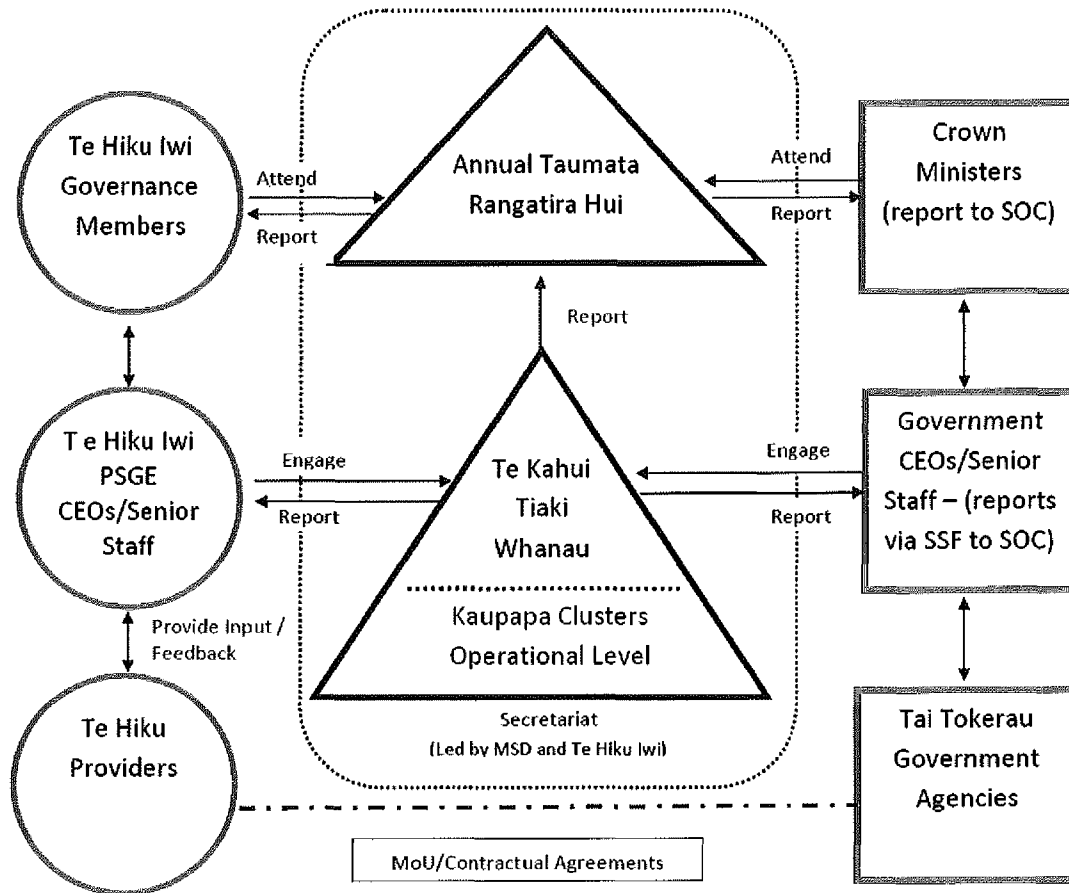 Te Hiku Iwi
Governance
Members
Attend
Report
Annual Taumata
Rangatira Hui
Attend
Report
Crown
Ministers
(report to SOC)
Report
T e Hiku Iwi
PSGE
CEOs/Senior
Staff
Engage
Report
Te Kahui
Tiaki
Whanau
Kaupapa Clusters
Operational Level
Engage
Report
Government
CEOs/Senior
Staff – (reports
via SSF to SOC)
Provide Input /
Feedback
Te Hiku
Providers
Secretariat
(Led by MSD and Te Hiku Iwi)
Tai Tokerau
Government
Agencies
MoU/Contractual Agreements